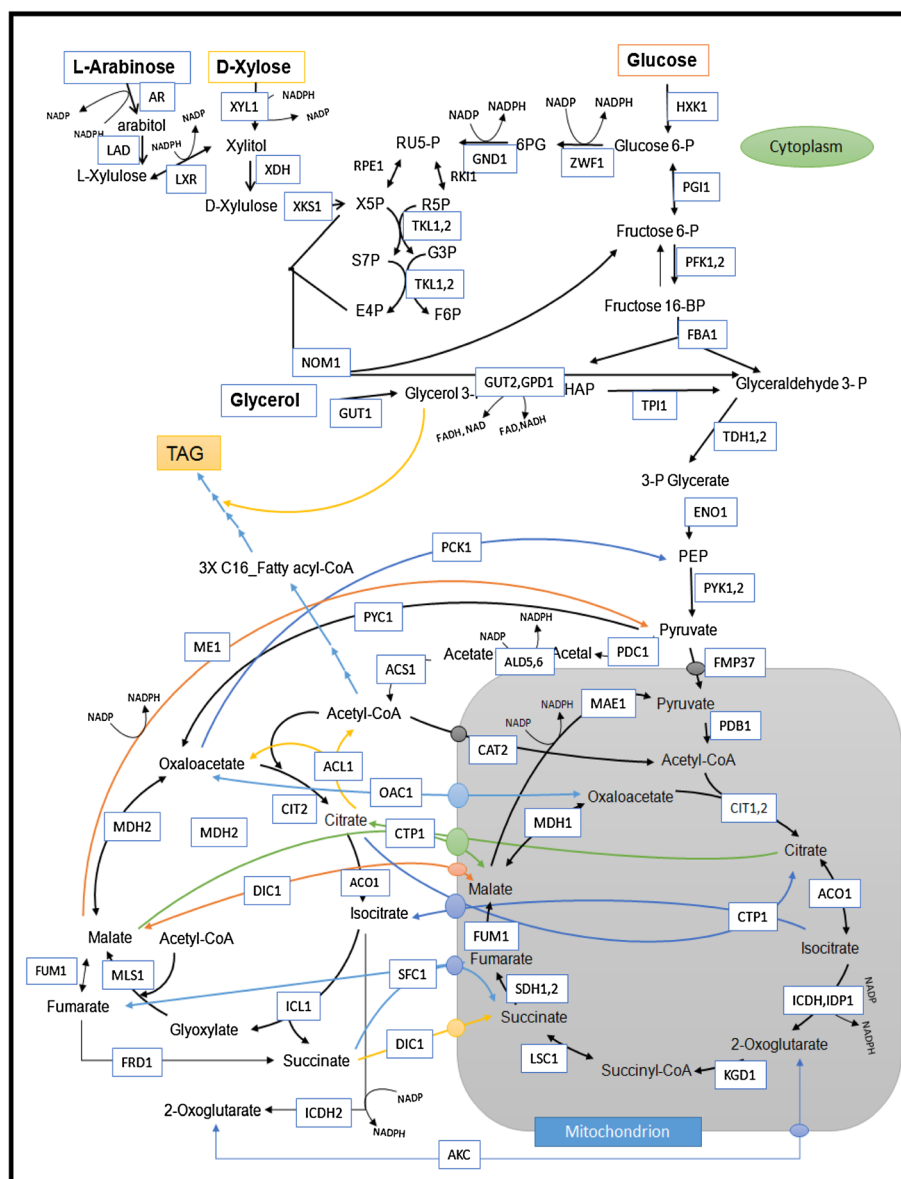 L-Arabinose
D-Xylose
Glucose
AR
NADP
NADPH
arabitol
LAD
NADPH
NADP
L-Xylulose
LXR
XYL1
NADPH
NADP
Xylitol
XDH
D-Xylulose
XKS1
RU5-P
RPE1
RKI1
X5P
R5P
TKL1,2
S7P
G3P
TKL1,2
E4P
F6P
NADP
NADPH
GND1
6PG
NADP
NADPH
ZWF1
HXK1
Glucose 6-P
Cytoplasm
PGI1
Fructose 6-P
PFK1,2
Fructose 16-BP
FBA1
NOM1
Glycerol
GUT1
Glycerol 3-P
GUT2,GPD1
HAP
FADH, NAD
FAD,NADH
TPI1
Glyceraldehyde 3- P
TDH1,2
TAG
3-P Glycerate
ENO1
PEP
PCK1
3X C16_Fatty acyl-CoA
PYK1,2
PYC1
Pyruvate
ME1
NADP
NADPH
Acetate
ALD5,6
Acetal
PDC1
FMP37
ACS1
MAE1
Pyruvate
NADP
NADPH
NADP
NADPH
Acetyl-CoA
PDB1
CAT2
Acetyl-CoA
Oxaloacetate
ACL1
OAC1
Oxaloacetate
CIT2
CIT1,2
Citrate
MDH2
MDH2
CTP1
MDH1
Citrate
DIC1
ACO1
Malate
ACO1
Isocitrate
CTP1
Malate
Acetyl-CoA
FUM1
Isocitrate
FUM1
MLS1
SFC1
Fumarate
SDH1,2
ICDH,IDP1
NADP
NADPH
Fumarate
Glyoxylate
ICL1
Succinate
FRD1
Succinate
DIC1
LSC1
2-Oxoglutarate
Succinyl-CoA
KGD1
2-Oxoglutarate
ICDH2
NADP
NADPH
Mitochondrion
AKC